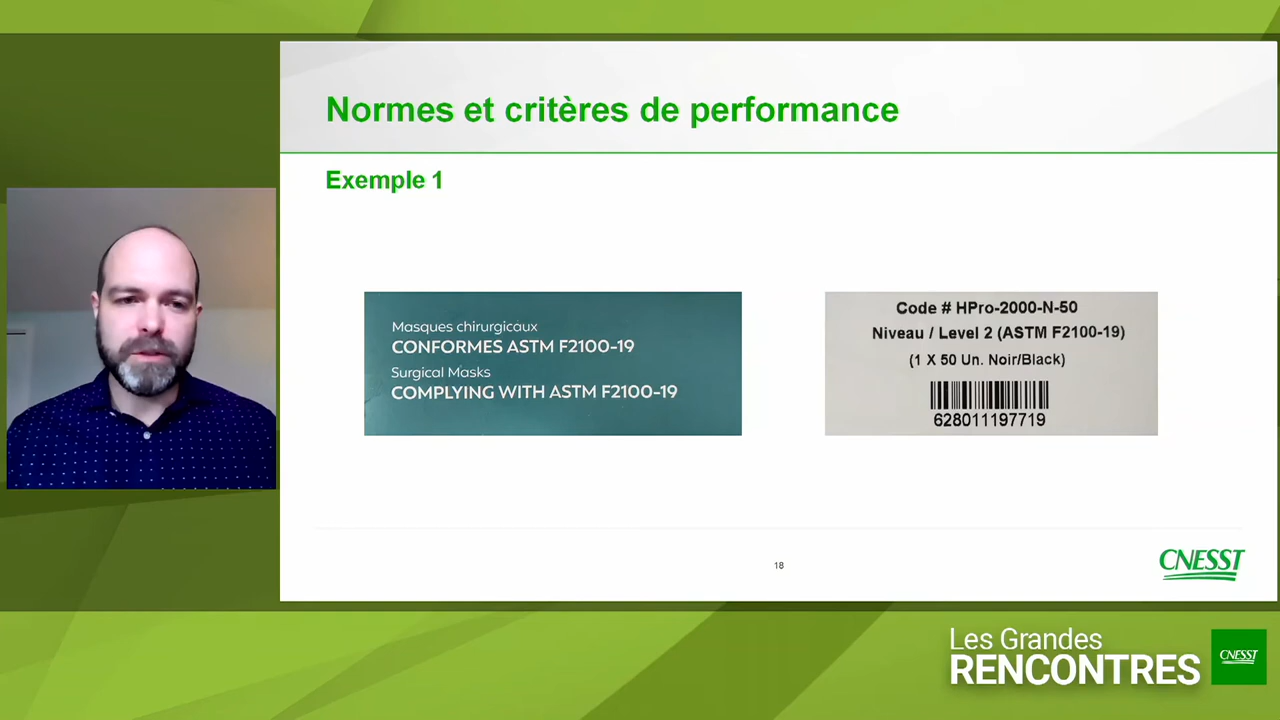 Normes et critères de performance
Exemple 1
Masques chirurgicaux
CONFORMES ASTM F2100-19
Surgical Masks
COMPLYING WITH ASTM F2100-19
Code # HPro-2000-N-50
Niveau / Level 2 (ASTM F2100-19)
(1 X 50 Un. Noir/Black)
628011197719
18
CNESST
Les Grandes
RENCONTRES
CNESST